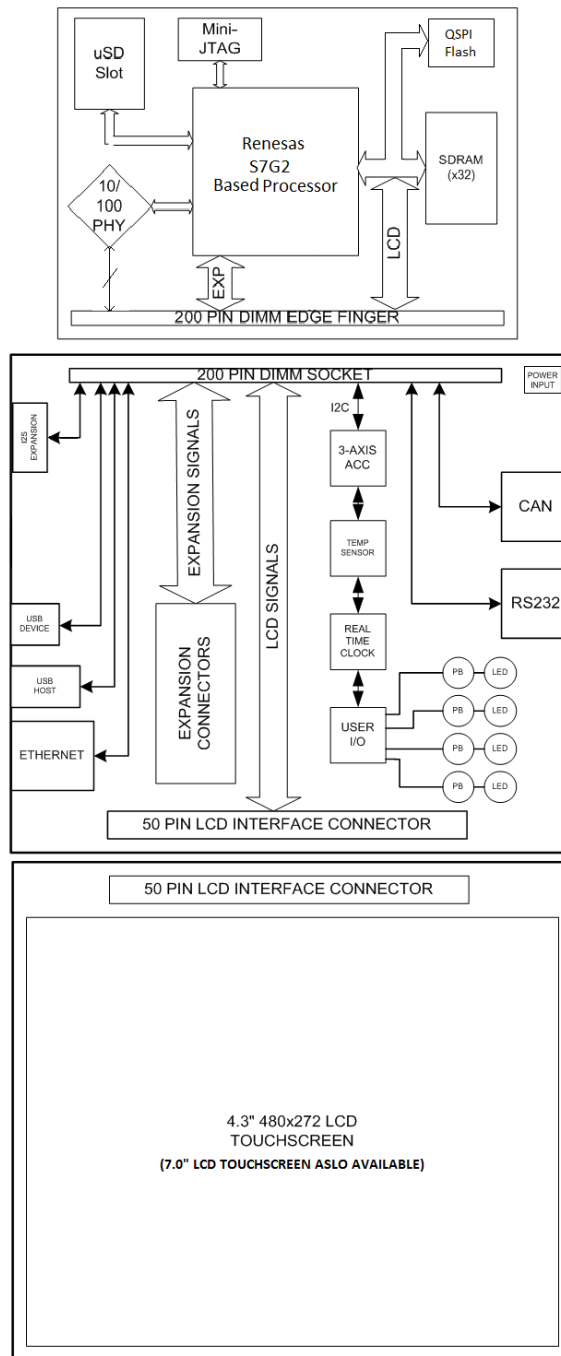 uSD
Slot
Mini-
JTAG
QSPI
Flash
Renesas
S7G2
Based Processor
SDRAM
(x32)
10/
100
PHY
EXP
LCD
200 PIN DIMM EDGE FINGER
200 PIN DIMM SOCKET
POWER
INPUT
I2S
EXPANSION
EXPANSION SIGNALS
LCD SIGNALS
I2C
3-AXIS
ACC
CAN
TEMP
SENSOR
RS232
USB
DEVICE
REAL
TIME
CLOCK
USB
HOST
EXPANSION
CONNECTORS
ETHERNET
USER
I/O
PB
LED
PB
LED
PB
LED
PB
LED
50 PIN LCD INTERFACE CONNECTOR
50 PIN LCD INTERFACE CONNECTOR
4.3" 480x272 LCD
TOUCHSCREEN
(7.0" LCD TOUCHSCREEN ASLO AVAILABLE)